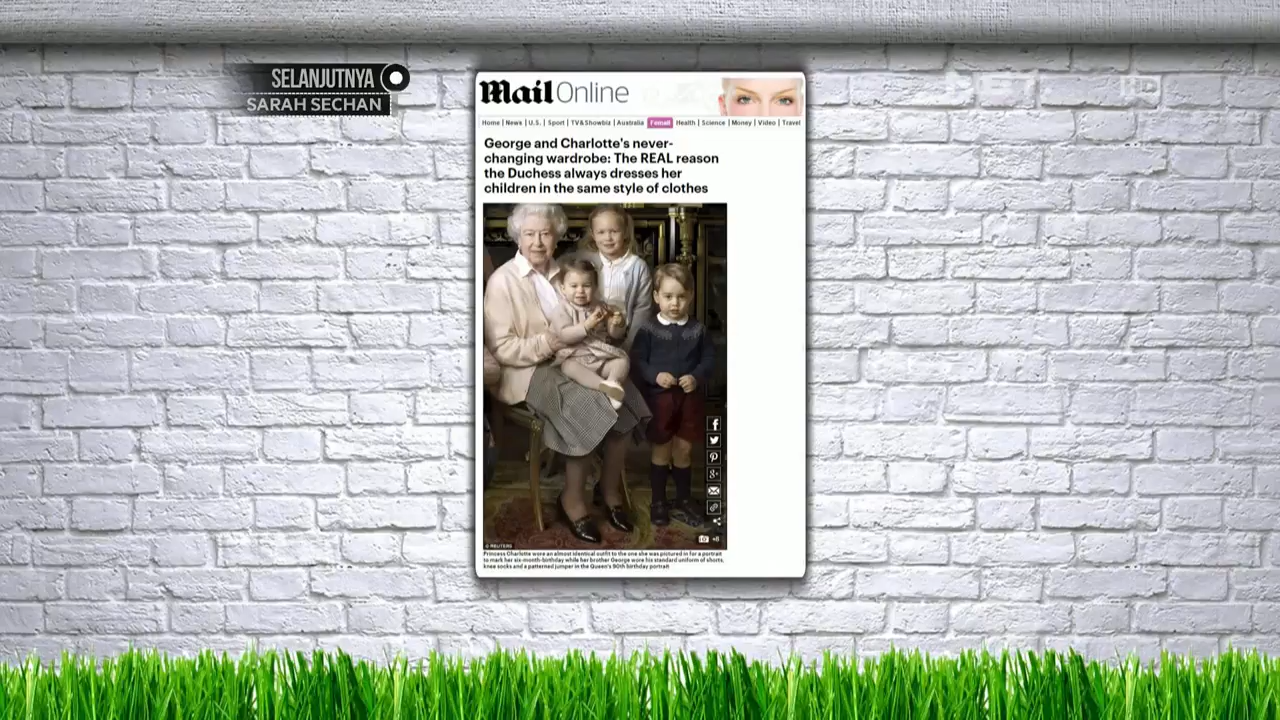 SELANJUTNYA
SARAH SECHAN
HD
Mail Online
Home | News | U.S. | Sport | TV&Showbiz | Australia | Femail | Health | Science | Money | Video | Travel
George and Charlotte's never-
changing wardrobe: The REAL reason
the Duchess always dresses her
children in the same style of clothes
© REUTERS
+8
Princess Charlotte wore an almost identical outfit to the one she was pictured in for a portrait
to mark her six-month-birthday while her brother George wore his standard uniform of shorts,
knee socks and a patterned jumper in the Queen's 90th birthday portrait